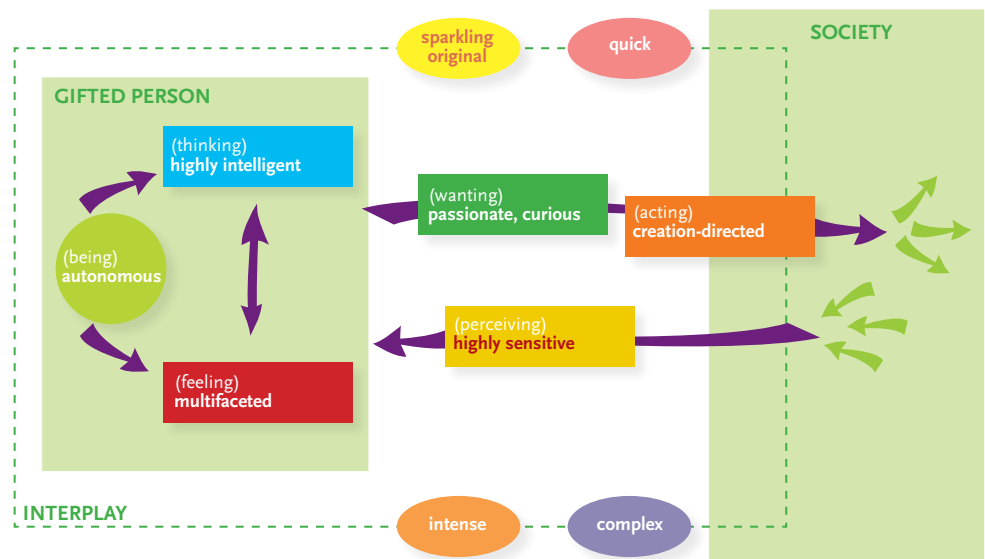 sparkling
original
quick
SOCIETY
GIFTED PERSON
(thinking)
highly intelligent
(wanting)
passionate, curious
(acting)
creation-directed
(being)
autonomous
(perceiving)
highly sensitive
(feeling)
multifaceted
INTERPLAY
intense
complex